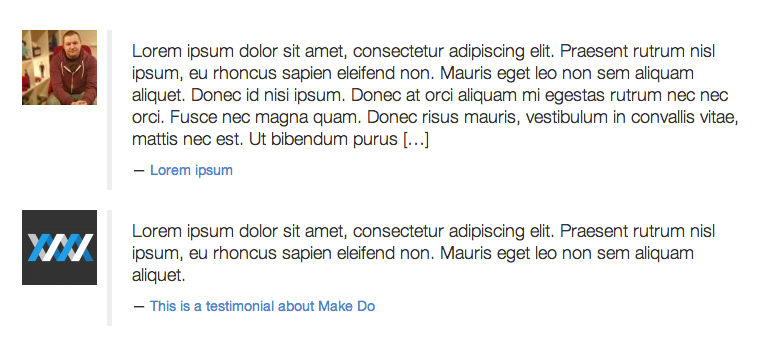 Lorem ipsum dolor sit amet, consectetur adipiscing elit. Praesent rutrum nisl
ipsum, eu rhoncus sapien eleifend non. Mauris eget leo non sem aliquam
aliquet. Donec id nisi ipsum. Donec at orci aliquam mi egestas rutrum nec nec
orci. Fusce nec magna quam. Donec risus mauris, vestibulum in convallis vitae,
mattis nec est. Ut bibendum purus […]
— Lorem ipsum
Lorem ipsum dolor sit amet, consectetur adipiscing elit. Praesent rutrum nisl
ipsum, eu rhoncus sapien eleifend non. Mauris eget leo non sem aliquam
aliquet.
— This is a testimonial about Make Do